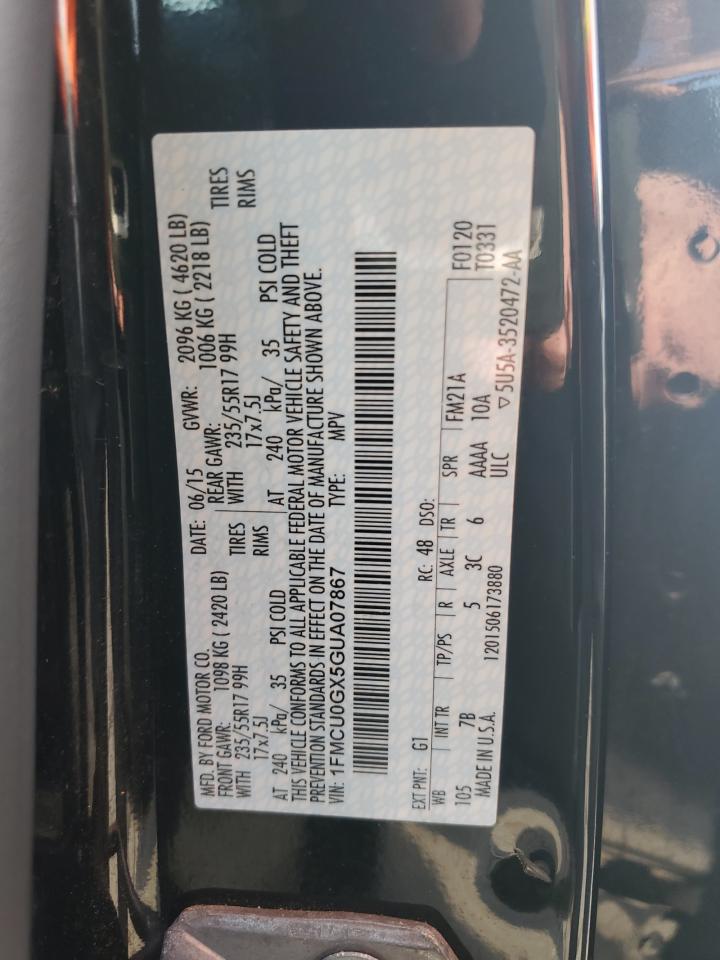 MFD. BY FORD MOTOR CO.
DATE: 06/15 GVWR: 2096 KG ( 4620 LB)
FRONT GAWR: 1098 KG ( 2420 LB) REAR GAWR: 1006 KG ( 2218 LB)
WITH 235/55R17 99H TIRES WITH 235/55R17 99H TIRES
17x7.5J RIMS 17x7.5J RIMS
AT 240 kPa/ 35 PSI COLD AT 240 kPa/ 35 PSI COLD
THIS VEHICLE CONFORMS TO ALL APPLICABLE FEDERAL MOTOR VEHICLE SAFETY AND THEFT
PREVENTION STANDARDS IN EFFECT ON THE DATE OF MANUFACTURE SHOWN ABOVE.
VIN: 1FMCU0GX5GUA07867 TYPE: MPV
EXT PNT: G1 RC: 48 DSO: F0120
WB INT TR TP/PS R AXLE TR SPR FM21A T0331
105 7B 5 3C 6 AAAA 10A
ULC
MADE IN U.S.A. 1201506173880 ▽5U5A-3520472-AA